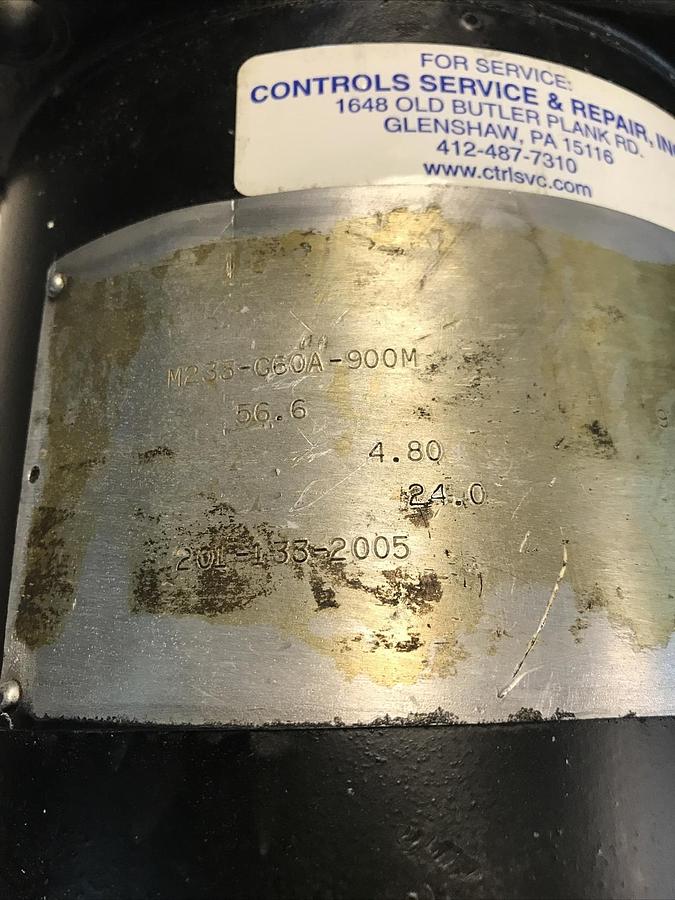 FOR SERVICE:
CONTROLS SERVICE & REPAIR, INC
1648 OLD BUTLER PLANK RD.
GLENSHAW, PA 15116
412-487-7310
www.ctrlsvc.com
M233-C60A-900M
56.6
4.80
24.0
201-133-2005